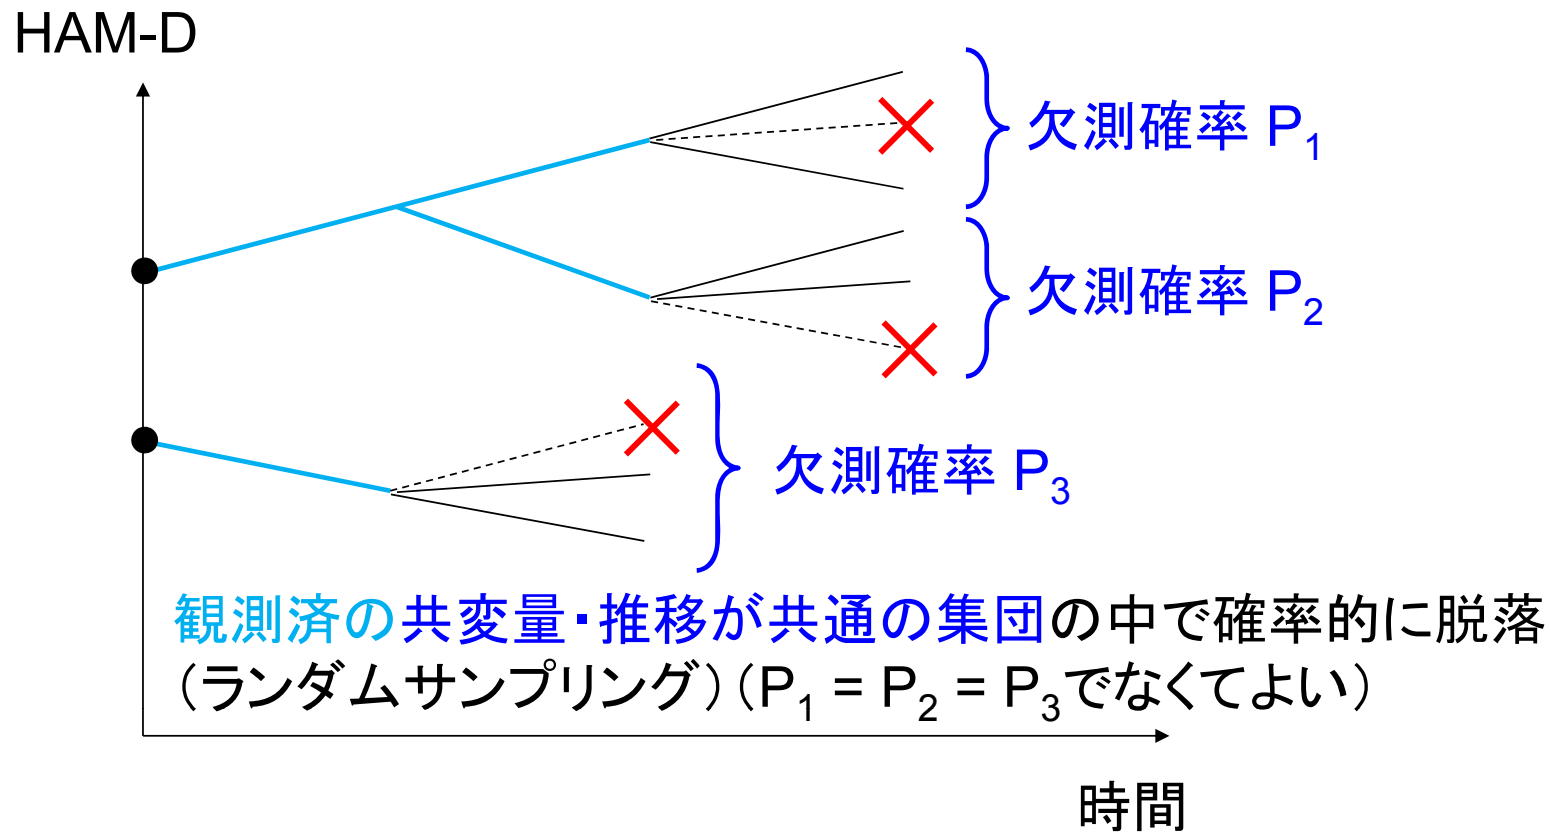 HAM-D
欠測確率 P1
欠測確率 P2
欠測確率 P3
観測済の共変量・推移が共通の集団の中で確率的に脱落
（ランダムサンプリング）（P1 = P2 = P3でなくてよい）
時間